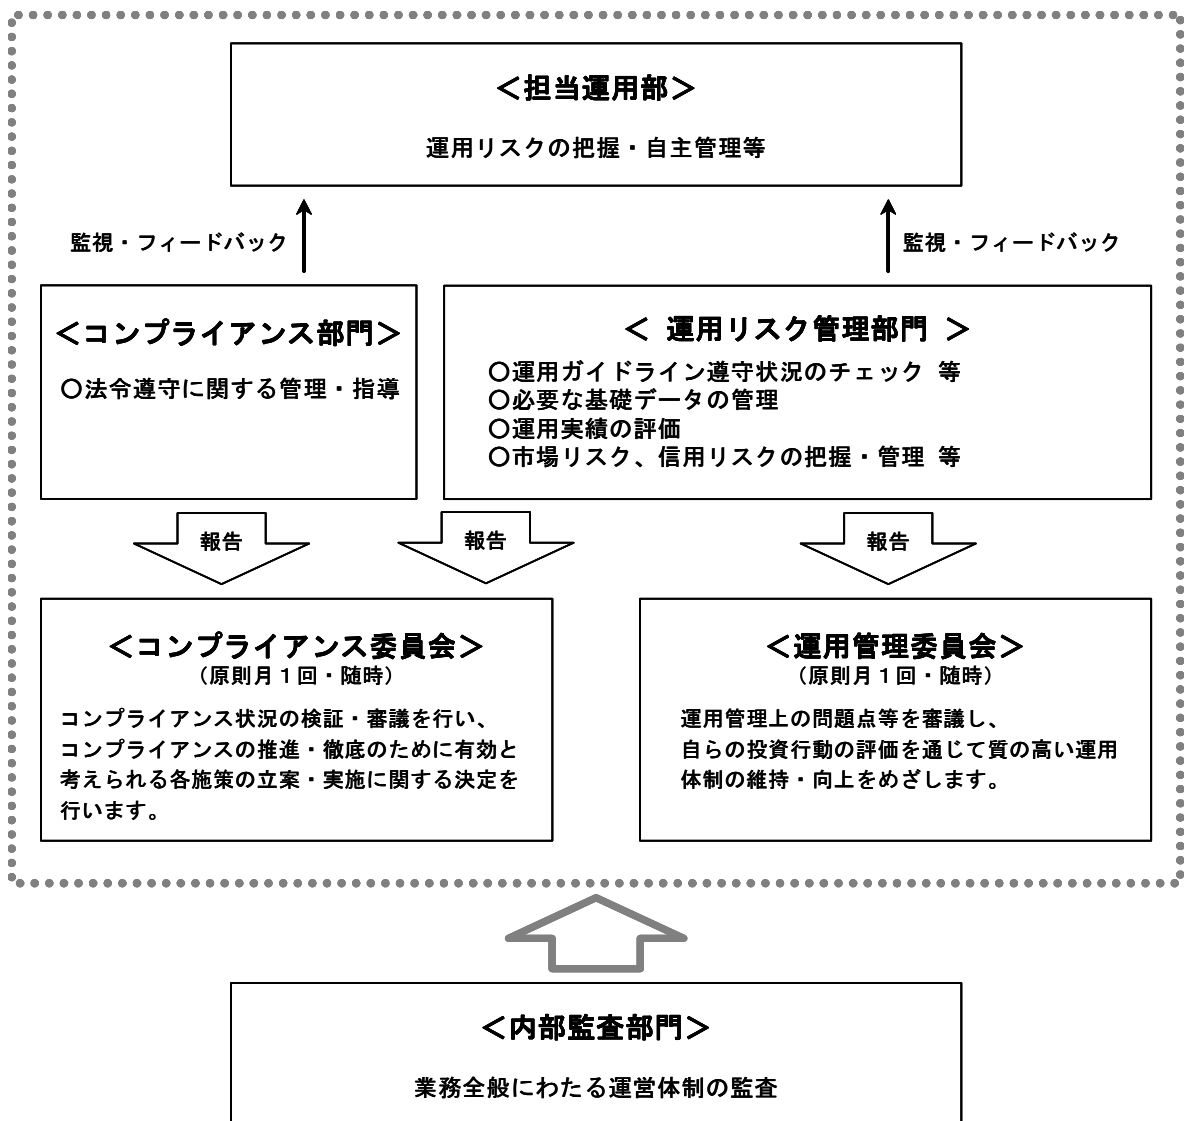 ＜担当運用部＞
運用リスクの把握・自主管理等
監視・フィードバック
監視・フィードバック
＜コンプライアンス部門＞
○法令遵守に関する管理・指導
＜ 運用リスク管理部門 ＞
○運用ガイドライン遵守状況のチェック 等
○必要な基礎データの管理
○運用実績の評価
○市場リスク、信用リスクの把握・管理 等
報告
報告
報告
＜コンプライアンス委員会＞
（原則月１回・随時）
コンプライアンス状況の検証・審議を行い、
コンプライアンスの推進・徹底のために有効と
考えられる各施策の立案・実施に関する決定を
行います。
＜運用管理委員会＞
（原則月１回・随時）
運用管理上の問題点等を審議し、
自らの投資行動の評価を通じて質の高い運用
体制の維持・向上をめざします。
＜内部監査部門＞
業務全般にわたる運営体制の監査